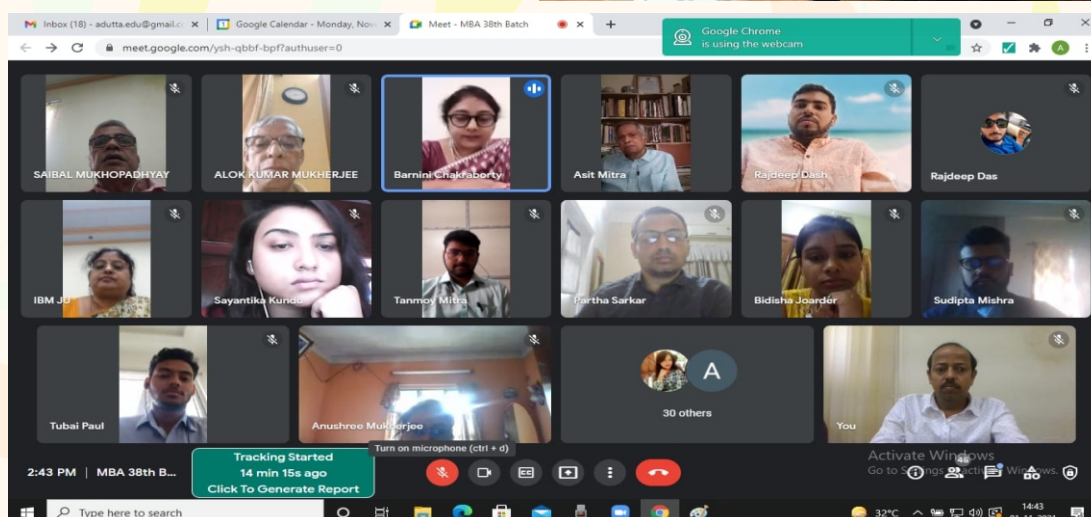 Inbox (18) - adutta.edu@gmail.c
Google Calendar - Monday, Nov
Meet - MBA 38th Batch
Google Chrome
is using the webcam
meet.google.com/ysh-qbbf-bpf?authuser=0
A
SAIBAL MUKHOPADHYAY
ALOK KUMAR MUKHERJEE
Barnini Chakraborty
Asit Mitra
Rajdeep Dash
Rajdeep Das
IBM JU
Sayantika Kundu
Tanmoy Mitra
Partha Sarkar
Bidisha Joarder
Sudipta Mishra
Tubai Paul
Anushree Mukherjee
A
30 others
You
Turn on microphone (ctrl + d)
2:43 PM | MBA 38th B...
Tracking Started
14 min 15s ago
Click To Generate Report
Activate Windows
46
Type here to search
32°C
14:43